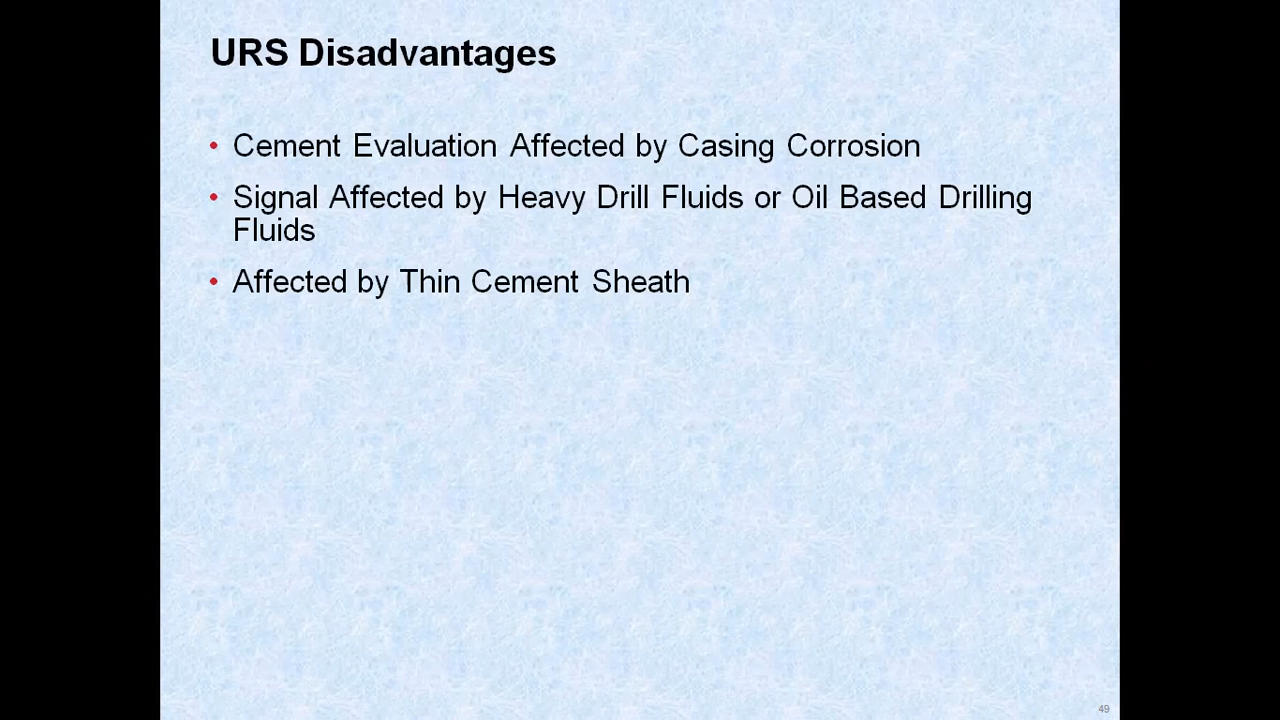 URS Disadvantages
• Cement Evaluation Affected by Casing Corrosion
• Signal Affected by Heavy Drill Fluids or Oil Based Drilling
Fluids
• Affected by Thin Cement Sheath
49